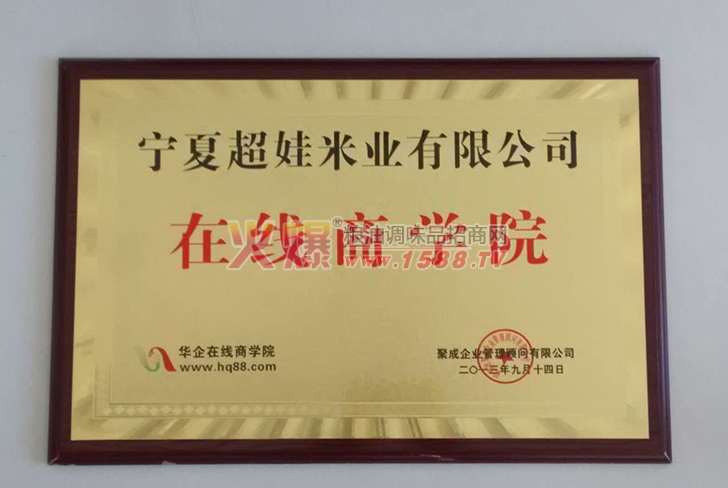 宁夏超娃米业有限公司
在线商学院
火爆®粮油调味品招商网
www.1588.TV
华企在线商学院
www.hq88.com
聚成企业管理顾问有限公司
二〇一三年九月十四日